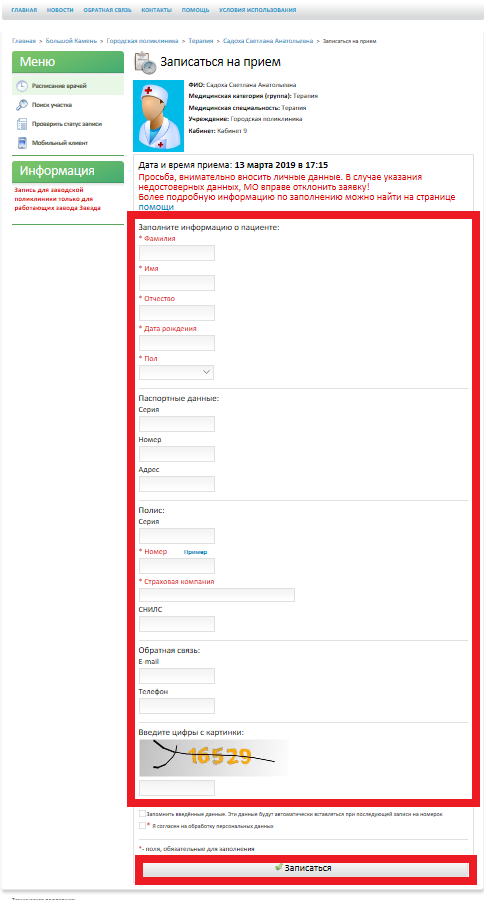 ГЛАВНАЯ НОВОСТИ ОБРАТНАЯ СВЯЗЬ КОНТАКТЫ ПОМОЩЬ УСЛОВИЯ ИСПОЛЬЗОВАНИЯ
Главная > Большой Камень > Городская поликлиника > Терапия > Садоха Светлана Анатольевна > Записаться на прием
Меню
Расписание врачей
Поиск участка
Проверить статус записи
Мобильный клиент
Информация
Запись для заводской
поликлиники только для
работающих завода Звезда
Записаться на прием
ФИО: Садоха Светлана Анатольевна
Медицинская категория (группа): Терапия
Медицинская специальность: Терапия
Учреждение: Городская поликлиника
Кабинет: Кабинет 9
Дата и время приема: 13 марта 2019 в 17:15
Просьба, внимательно вносить личные данные. В случае указания
недостоверных данных, МО вправе отклонить заявку!
Более подробную информацию по заполнению можно найти на странице
помощи
Заполните информацию о пациенте:
* Фамилия
* Имя
* Отчество
* Дата рождения
* Пол
Паспортные данные:
Серия
Номер
Адрес
Полис:
Серия
* Номер Пример
* Страховая компания
СНИЛС
Обратная связь:
E-mail
Телефон
Введите цифры с картинки:
16529
Запомнить введённые данные. Эти данные будут автоматически вставляться при последующей записи на номерок
* Я согласен на обработку персональных данных
*- поля, обязательные для заполнения
Записаться